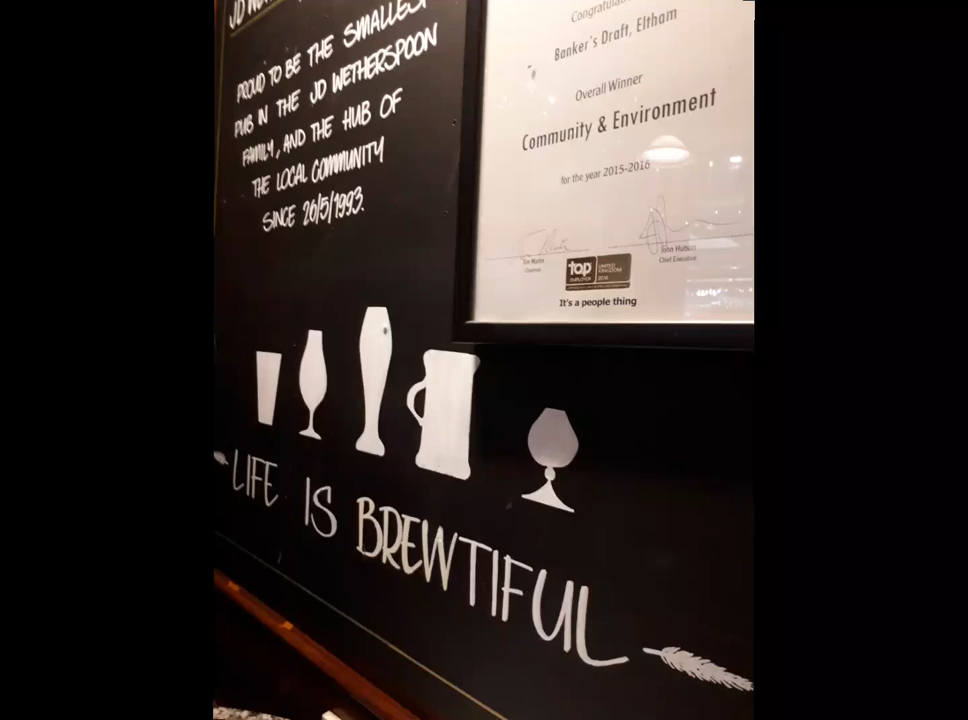 PROUD TO BE THE SMALLEST
PUB IN THE JD WETHERSPOON
FAMILY, AND THE HUB OF
THE LOCAL COMMUNITY
SINCE 26/5/1993.
Banker's Draft, Eltham
Overall Winner
Community & Environment
for the year 2015-2016
Tim Martin
Chairman
John Hutson
Chief Executive
top
EMPLOYER
UNITED
KINGDOM
2016
It's a people thing
LIFE IS BREWTIFUL